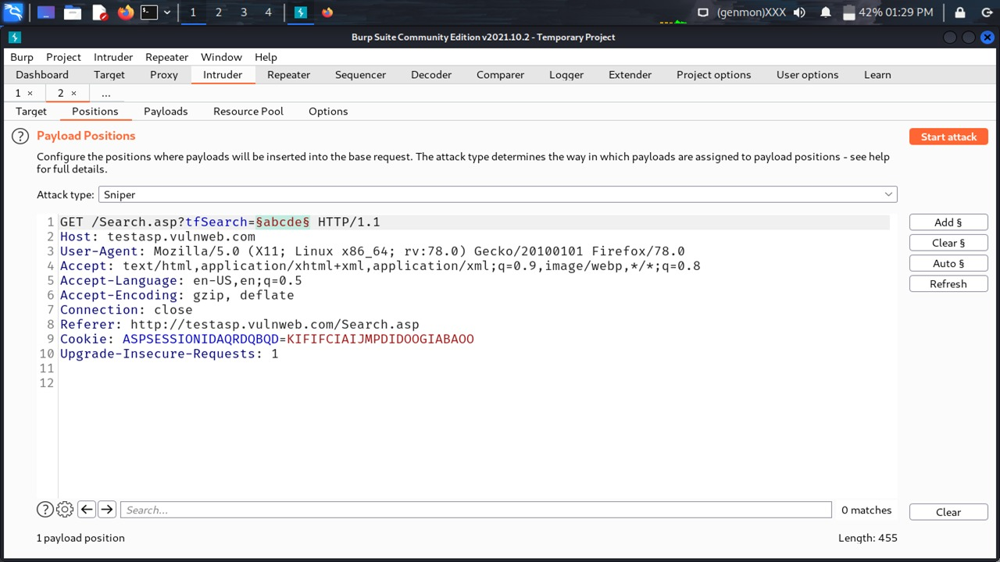 1 2 3 4 (genmon)XXX 42% 01:29 PM
Burp Suite Community Edition v2021.10.2 - Temporary Project
Burp Project Intruder Repeater Window Help
Dashboard Target Proxy Intruder Repeater Sequencer Decoder Comparer Logger Extender Project options User options Learn
1 × 2 × ...
Target Positions Payloads Resource Pool Options
? Payload Positions Start attack
Configure the positions where payloads will be inserted into the base request. The attack type determines the way in which payloads are assigned to payload positions - see help
for full details.
Attack type: Sniper
1 GET /Search.asp?tfSearch=§abcde§ HTTP/1.1 Add §
2 Host: testasp.vulnweb.com
3 User-Agent: Mozilla/5.0 (X11; Linux x86_64; rv:78.0) Gecko/20100101 Firefox/78.0 Clear §
4 Accept: text/html,application/xhtml+xml,application/xml;q=0.9,image/webp,*/*;q=0.8 Auto §
5 Accept-Language: en-US,en;q=0.5 Refresh
6 Accept-Encoding: gzip, deflate
7 Connection: close
8 Referer: http://testasp.vulnweb.com/Search.asp
9 Cookie: ASPSESSIONIDAQRDQBQD=KIFIFCIAIJMPDIDOOGIABAOO
10 Upgrade-Insecure-Requests: 1
11
12
? Search... 0 matches Clear
1 payload position Length: 455